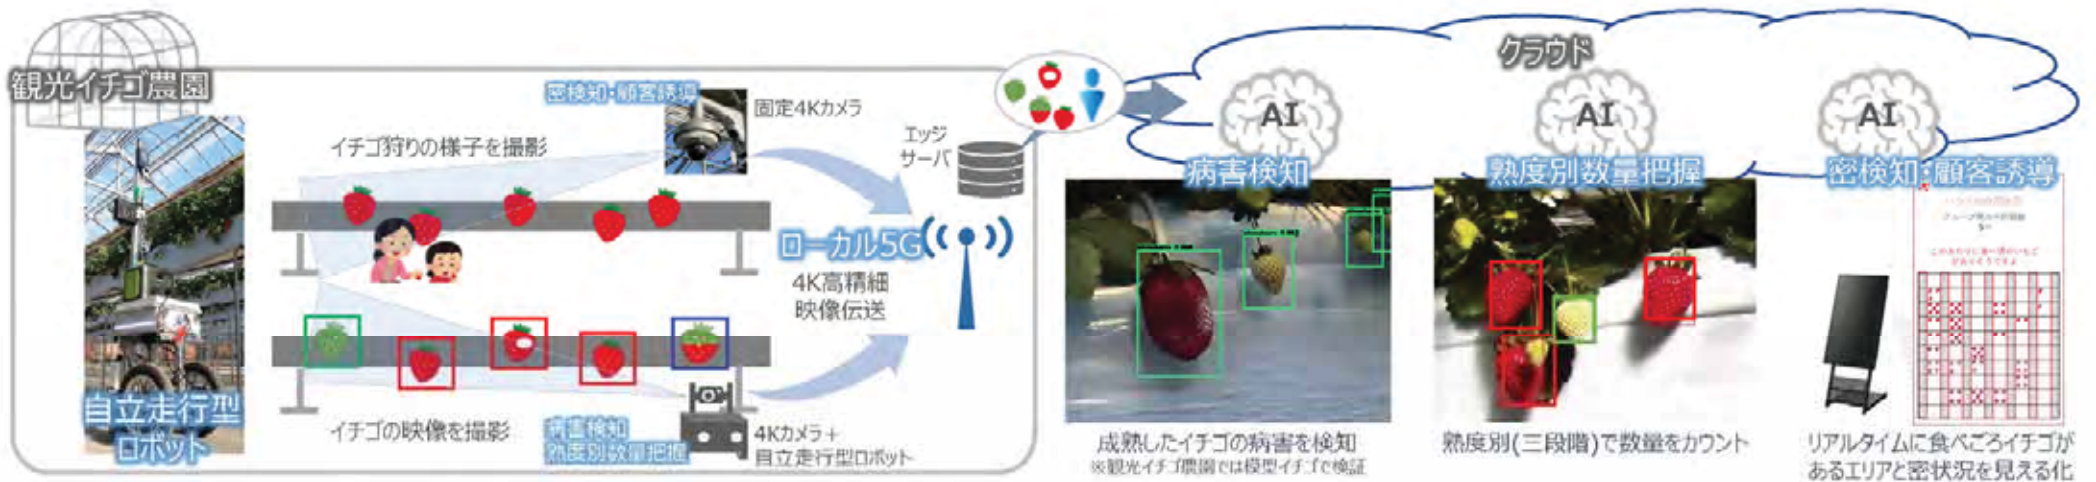 観光イチゴ農園
自立走行型
ロボット
イチゴ狩りの様子を撮影
密検知・顧客誘導
固定4Kカメラ
エッジ
サーバ
ローカル5G
4K高精細
映像伝送
イチゴの映像を撮影
病害検知
熟度別数量把握
4Kカメラ+
自立走行型ロボット
クラウド
AI
病害検知
成熟したイチゴの病害を検知
※観光イチゴ農園では模型イチゴで検証
AI
熟度別数量把握
熟度別(三段階)で数量をカウント
AI
密検知・顧客誘導
リアルタイムに食べごろイチゴが
あるエリアと密状況を見える化